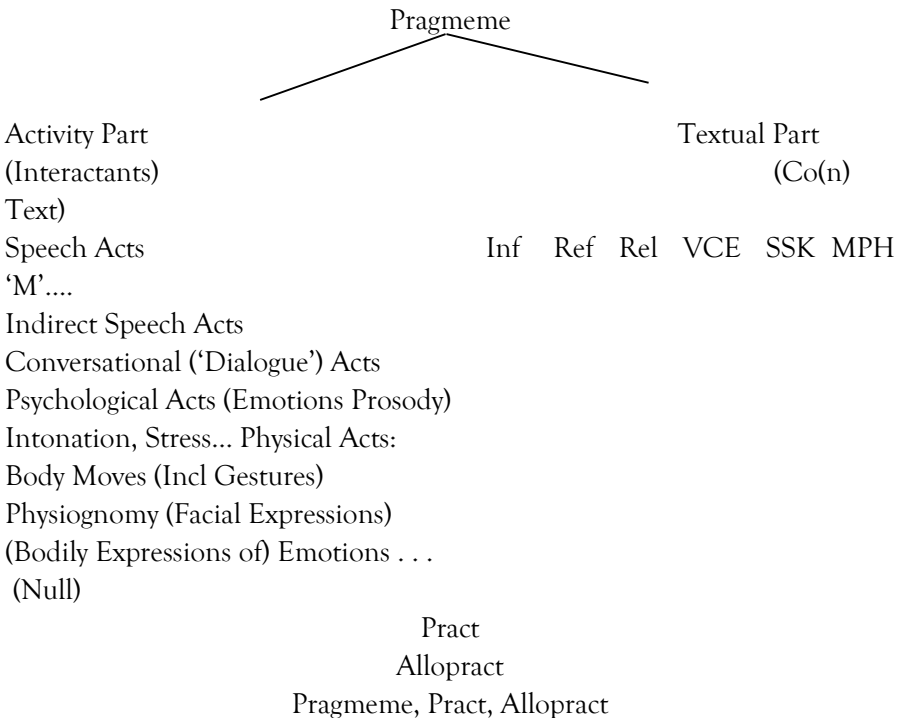 Pragmeme
Activity Part Textual Part
(Interactants) (Co(n)
Text)
Speech Acts Inf Ref Rel VCE SSK MPH
‘M’....
Indirect Speech Acts
Conversational (‘Dialogue’) Acts
Psychological Acts (Emotions Prosody)
Intonation, Stress... Physical Acts:
Body Moves (Incl Gestures)
Physiognomy (Facial Expressions)
(Bodily Expressions of) Emotions . . .
(Null)
Pract
Allopract
Pragmeme, Pract, Allopract